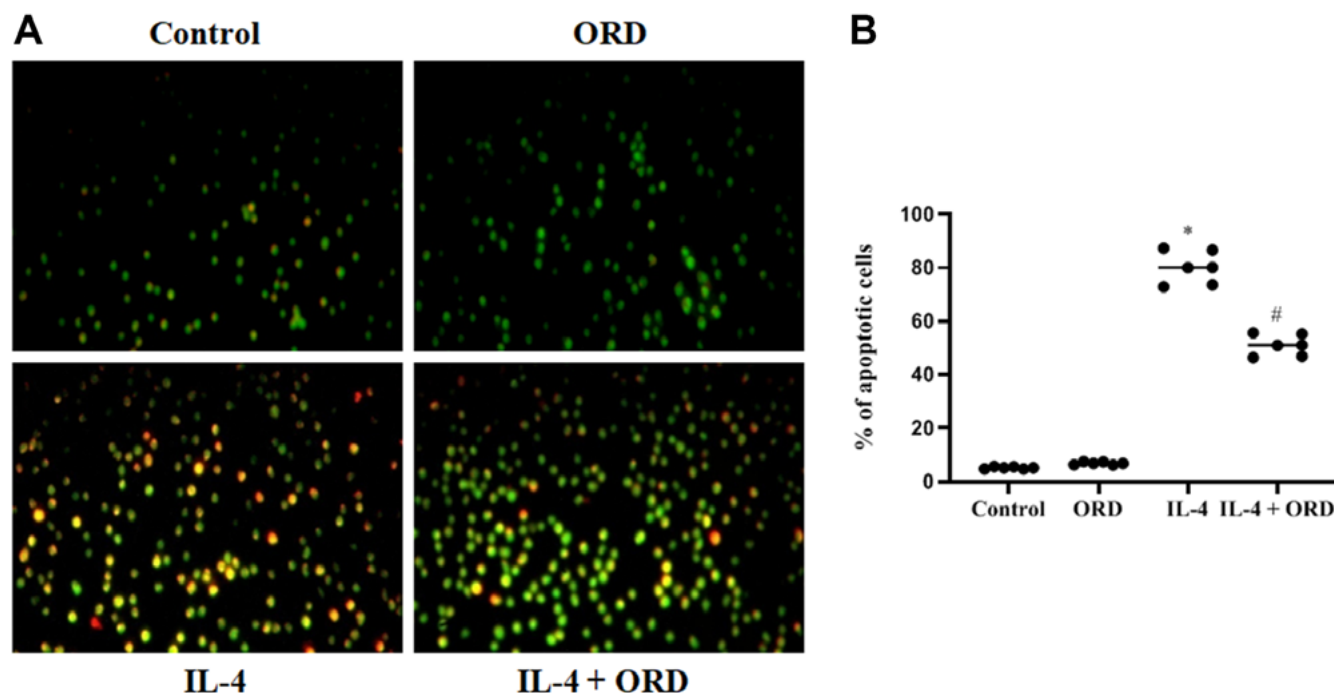 A
Control
ORD
IL-4
IL-4 + ORD
B
% of apoptotic cells
100
80
60
40
20
0
*
#
Control
ORD
IL-4
IL-4 + ORD